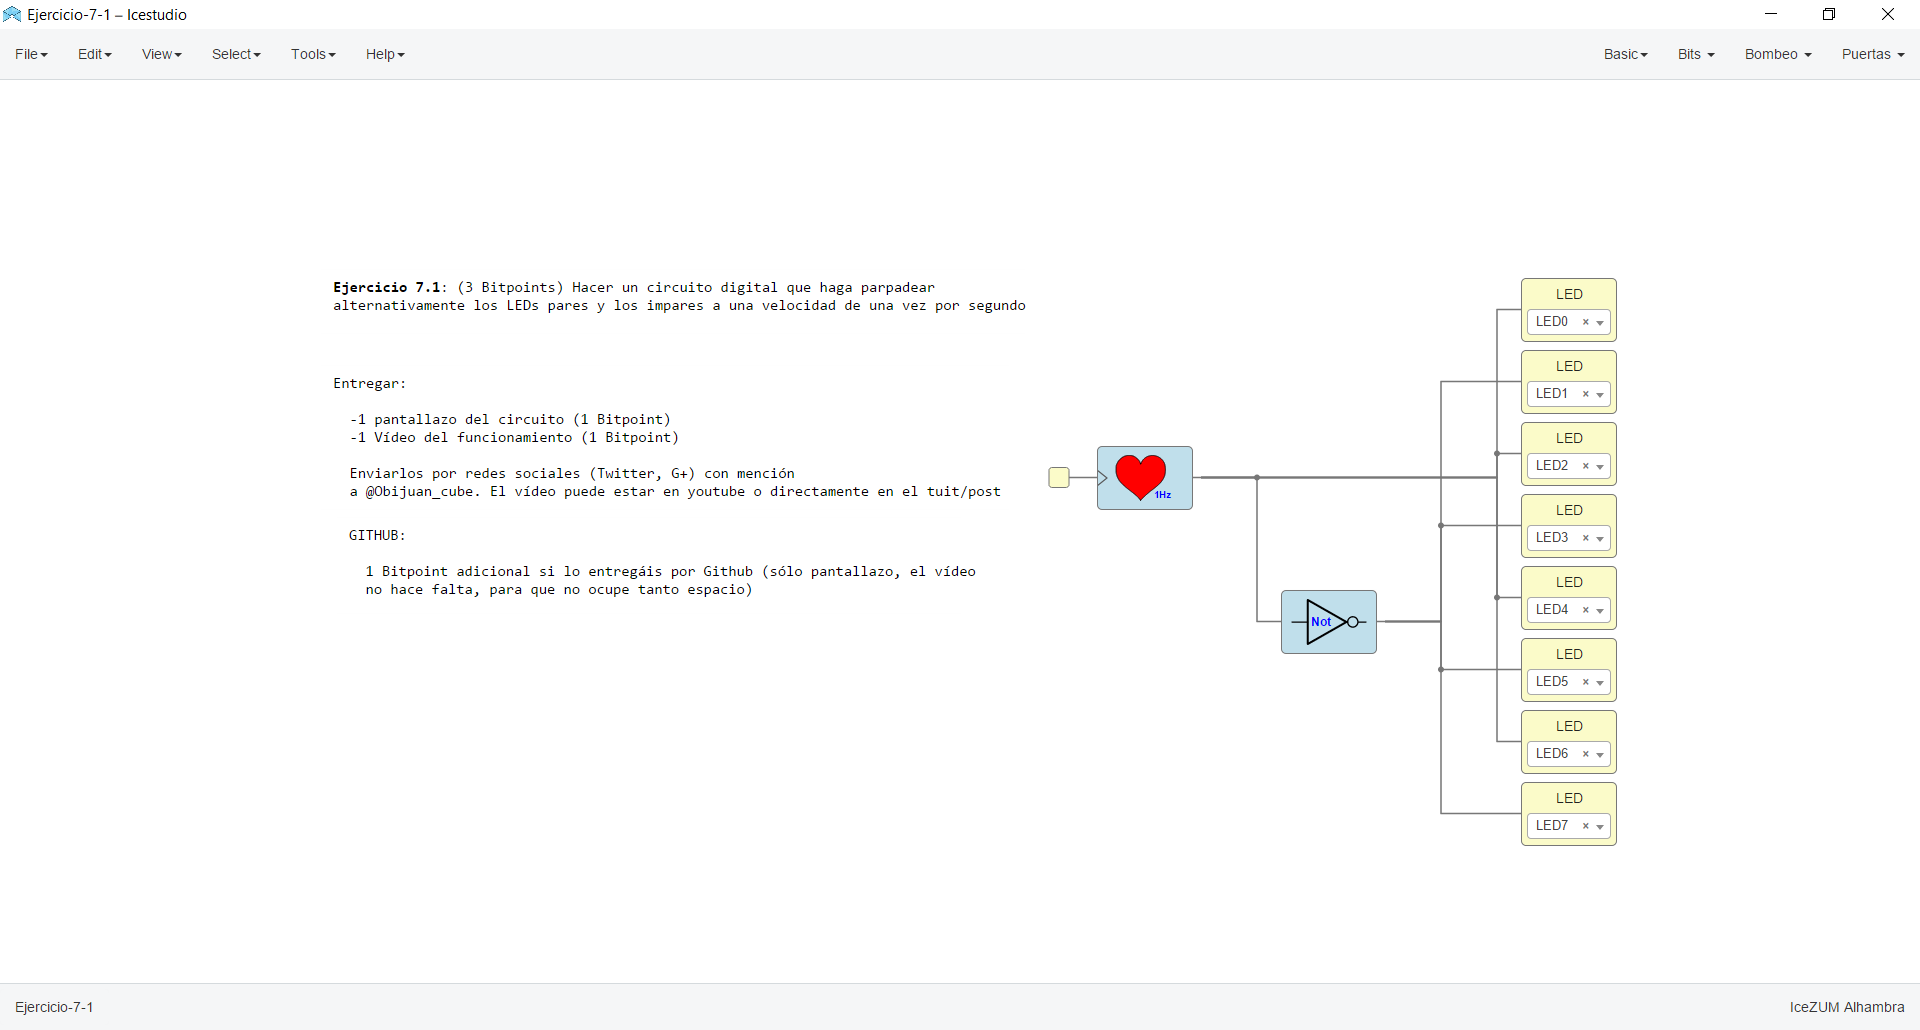 Ejercicio-7-1 – Icestudio
File Edit View Select Tools Help Basic Bits Bombeo Puertas
Ejercicio 7.1: (3 Bitpoints) Hacer un circuito digital que haga parpadear
alternativamente los LEDs pares y los impares a una velocidad de una vez por segundo
Entregar:
-1 pantallazo del circuito (1 Bitpoint)
-1 Vídeo del funcionamiento (1 Bitpoint)
Enviarlos por redes sociales (Twitter, G+) con mención
a @Obijuan_cube. El vídeo puede estar en youtube o directamente en el tuit/post
GITHUB:
1 Bitpoint adicional si lo entregáis por Github (sólo pantallazo, el vídeo
no hace falta, para que no ocupe tanto espacio)
1Hz
Not
LED
LED0
LED
LED1
LED
LED2
LED
LED3
LED
LED4
LED
LED5
LED
LED6
LED
LED7
Ejercicio-7-1
IceZUM Alhambra